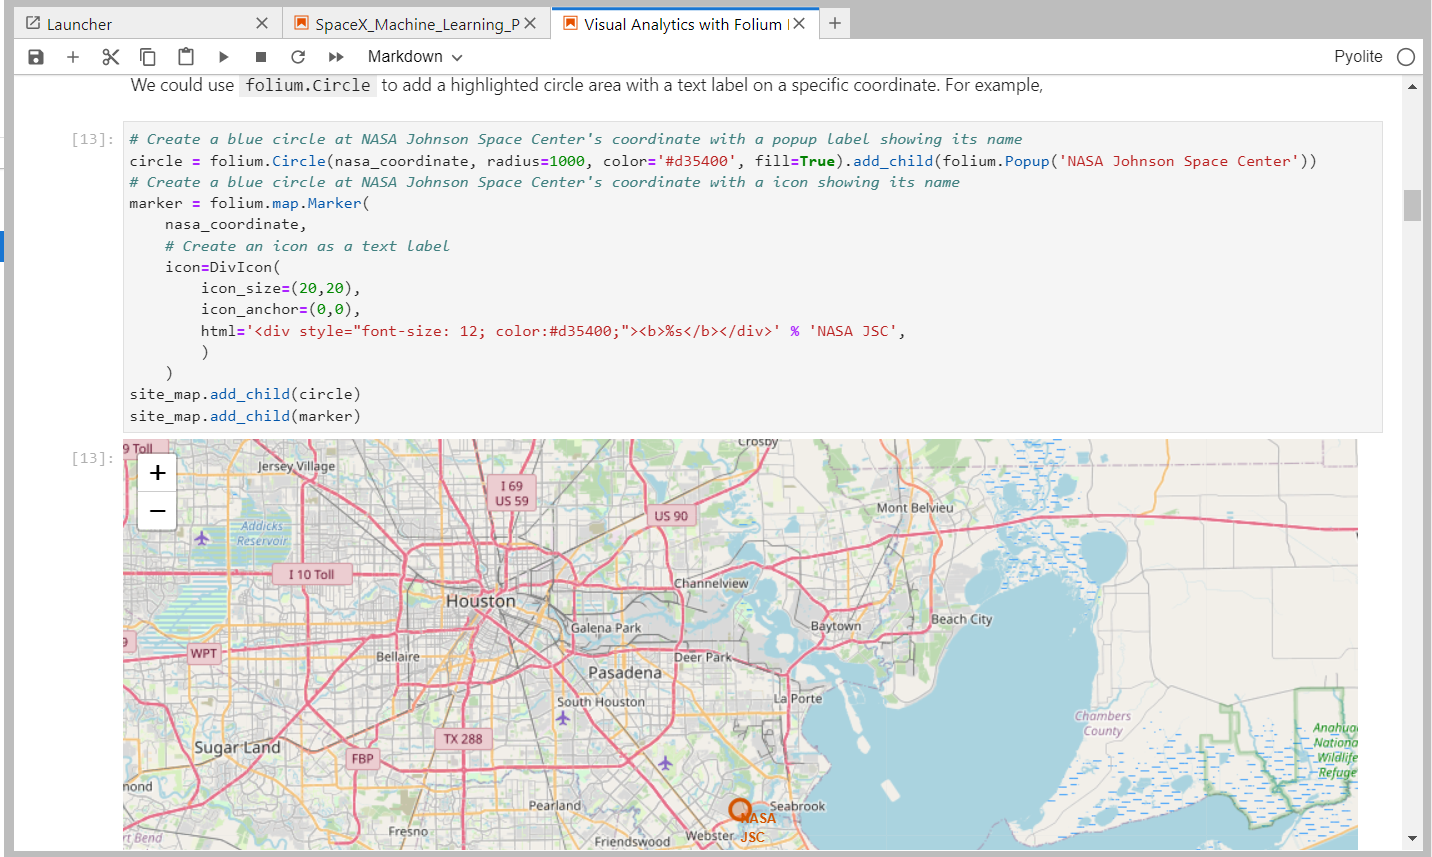 Launcher
SpaceX_Machine_Learning_P
Visual Analytics with Folium
Markdown
Pyolite
We could use folium.Circle to add a highlighted circle area with a text label on a specific coordinate. For example,
[13]:
# Create a blue circle at NASA Johnson Space Center's coordinate with a popup label showing its name
circle = folium.Circle(nasa_coordinate, radius=1000, color='#d35400', fill=True).add_child(folium.Popup('NASA Johnson Space Center'))
# Create a blue circle at NASA Johnson Space Center's coordinate with a icon showing its name
marker = folium.map.Marker(
    nasa_coordinate,
    # Create an icon as a text label
    icon=DivIcon(
        icon_size=(20,20),
        icon_anchor=(0,0),
        html='<div style="font-size: 12; color:#d35400;"><b>%s</b></div>' % 'NASA JSC',
        )
    )
site_map.add_child(circle)
site_map.add_child(marker)
[13]:
+
−
9 Toll
Crosby
Jersey Village
I 69
US 59
US 90
Mont Belvieu
Addicks
Reservoir
I 10 Toll
Channelview
Houston
Galena Park
Baytown
Beach City
9
WPT
Bellaire
Deer Park
Pasadena
South Houston
La Porte
Chambers
County
TX 288
Sugar Land
FBP
Anahua
Nationa
Wildlife
Refuge
mond
Pearland
Seabrook
NASA
JSC
Fresno
Webster
rt Bend
Friendswood